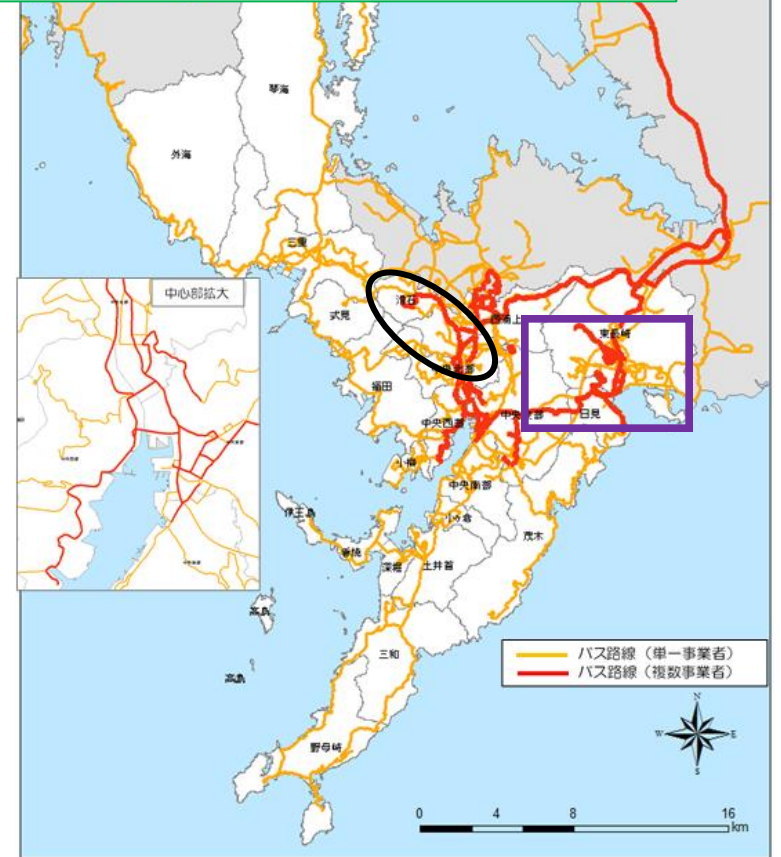 琴海
外海
三重
滑石
式見
西浦上
東長崎
中心部拡大
福田
日見
中央西部
小榊
中央南部
小ヶ倉
伊王島
香焼
深堀
土井首
茂木
高島
三和
高島
野母崎
バス路線（単一事業者）
バス路線（複数事業者）
N
W
E
S
0 4 8 16
km